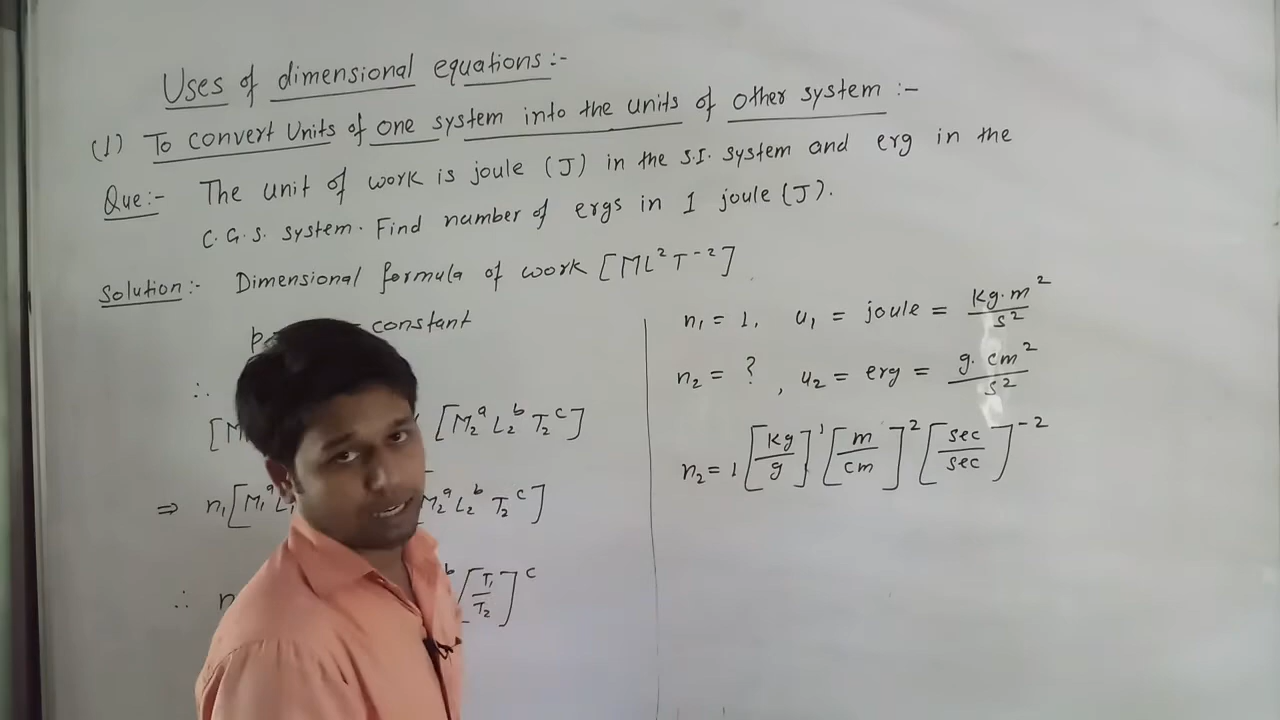 Uses of dimensional equations :-
(1) To convert Units of one system into the units of other system :-
Que :- The unit of work is joule (J) in the S.I. system and erg in the
C.G.S. system. Find number of ergs in 1 joule (J).
Solution :- Dimensional formula of work [ML²T⁻²]
constant
∴
[M₂ᵃ L₂ᵇ T₂ᶜ]
⇒ n₁[M₁ᵃ L₁ M₂ᵃ L₂ᵇ T₂ᶜ]
∴ n ᵇ [T₁/T₂]ᶜ
n₁ = 1, u₁ = joule = kg·m²/s²
n₂ = ?, u₂ = erg = g·cm²/s²
n₂ = 1 [kg/g]¹ [m/cm]² [sec/sec]⁻²